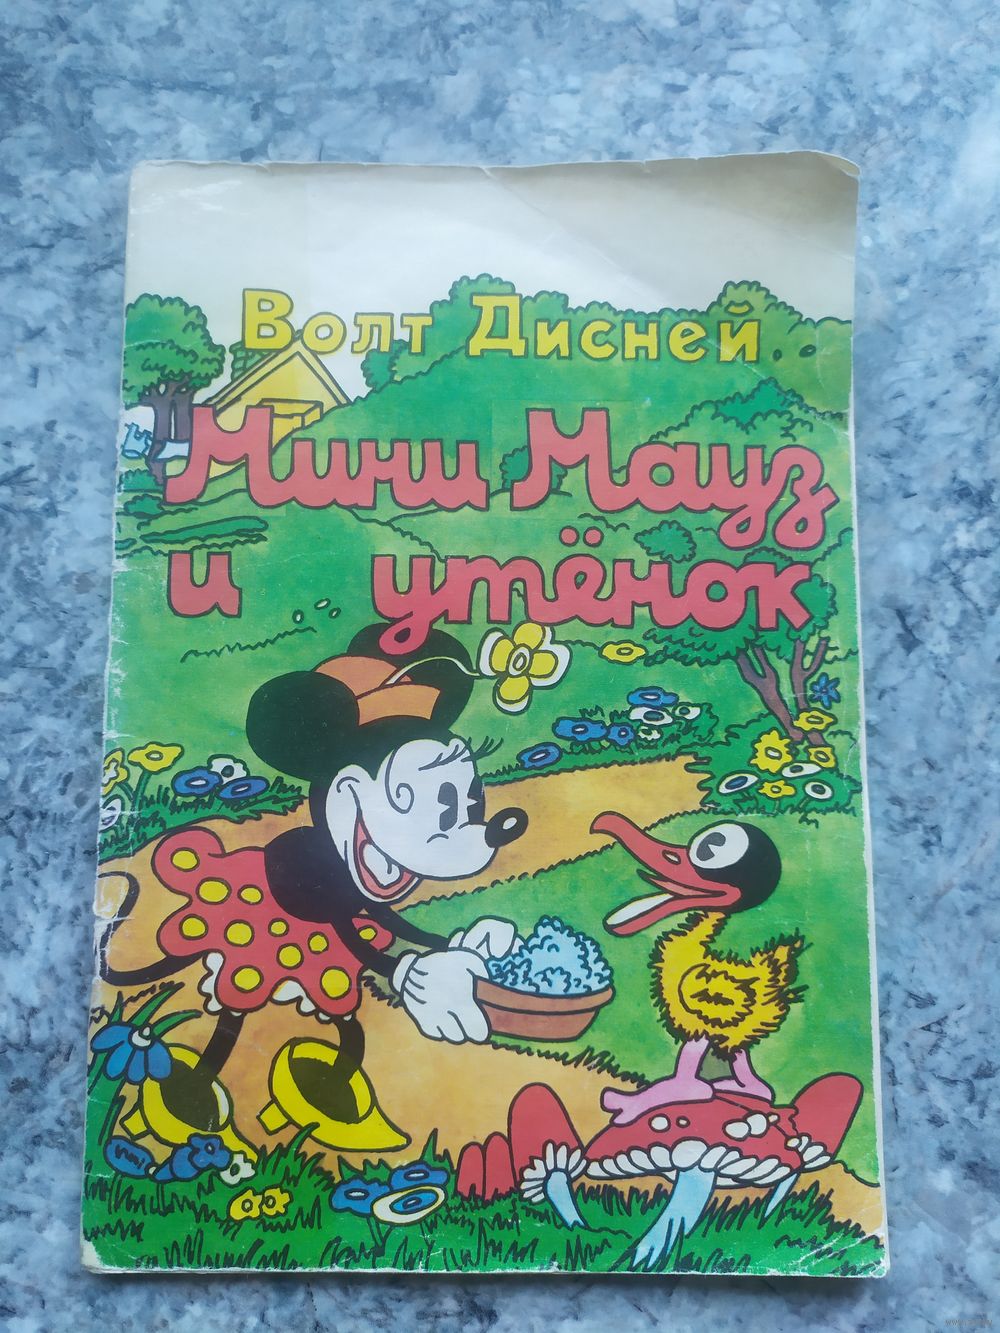 Волт Дисней
Мини Мауз
и утёнок